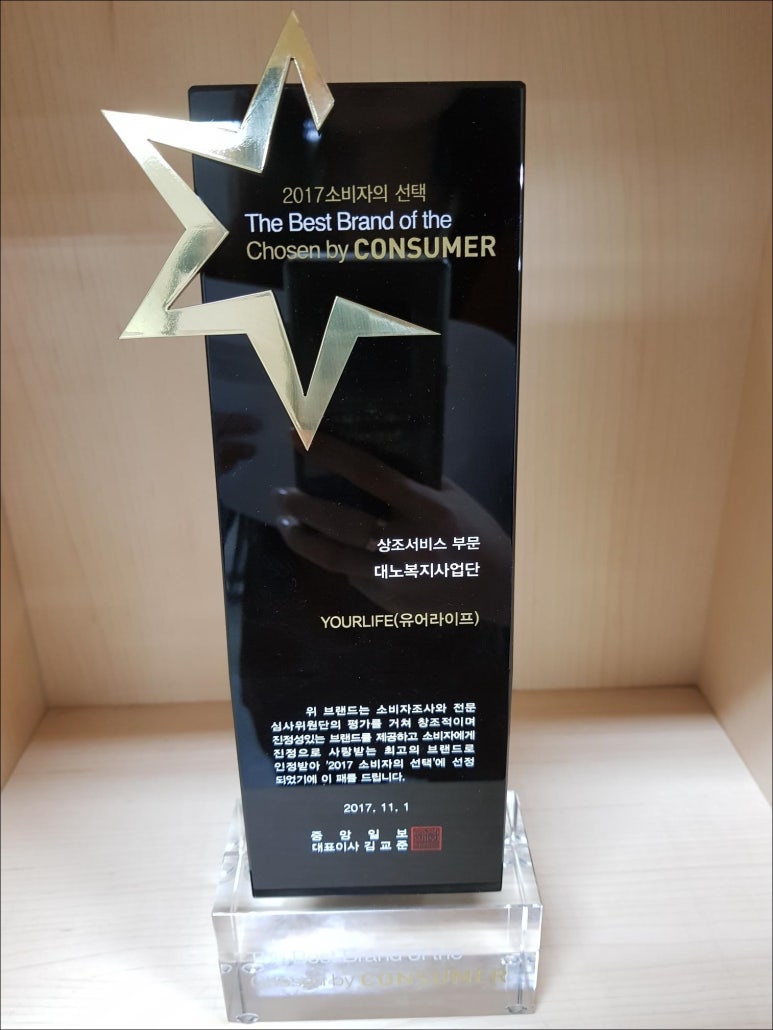 2017소비자의 선택
The Best Brand of the
Chosen by CONSUMER
상조서비스 부문
대노복지사업단
YOURLIFE(유어라이프)
위 브랜드는 소비자조사와 전문
심사위원단의 평가를 거쳐 창조적이며
진정성있는 브랜드를 제공하고 소비자에게
진정으로 사랑받는 최고의 브랜드로
인정받아 '2017 소비자의 선택'에 선정
되었기에 이 패를 드립니다.
2017. 11. 1
중앙일보
대표이사 김교준
Best Brand of the
Chosen by CONSUMER